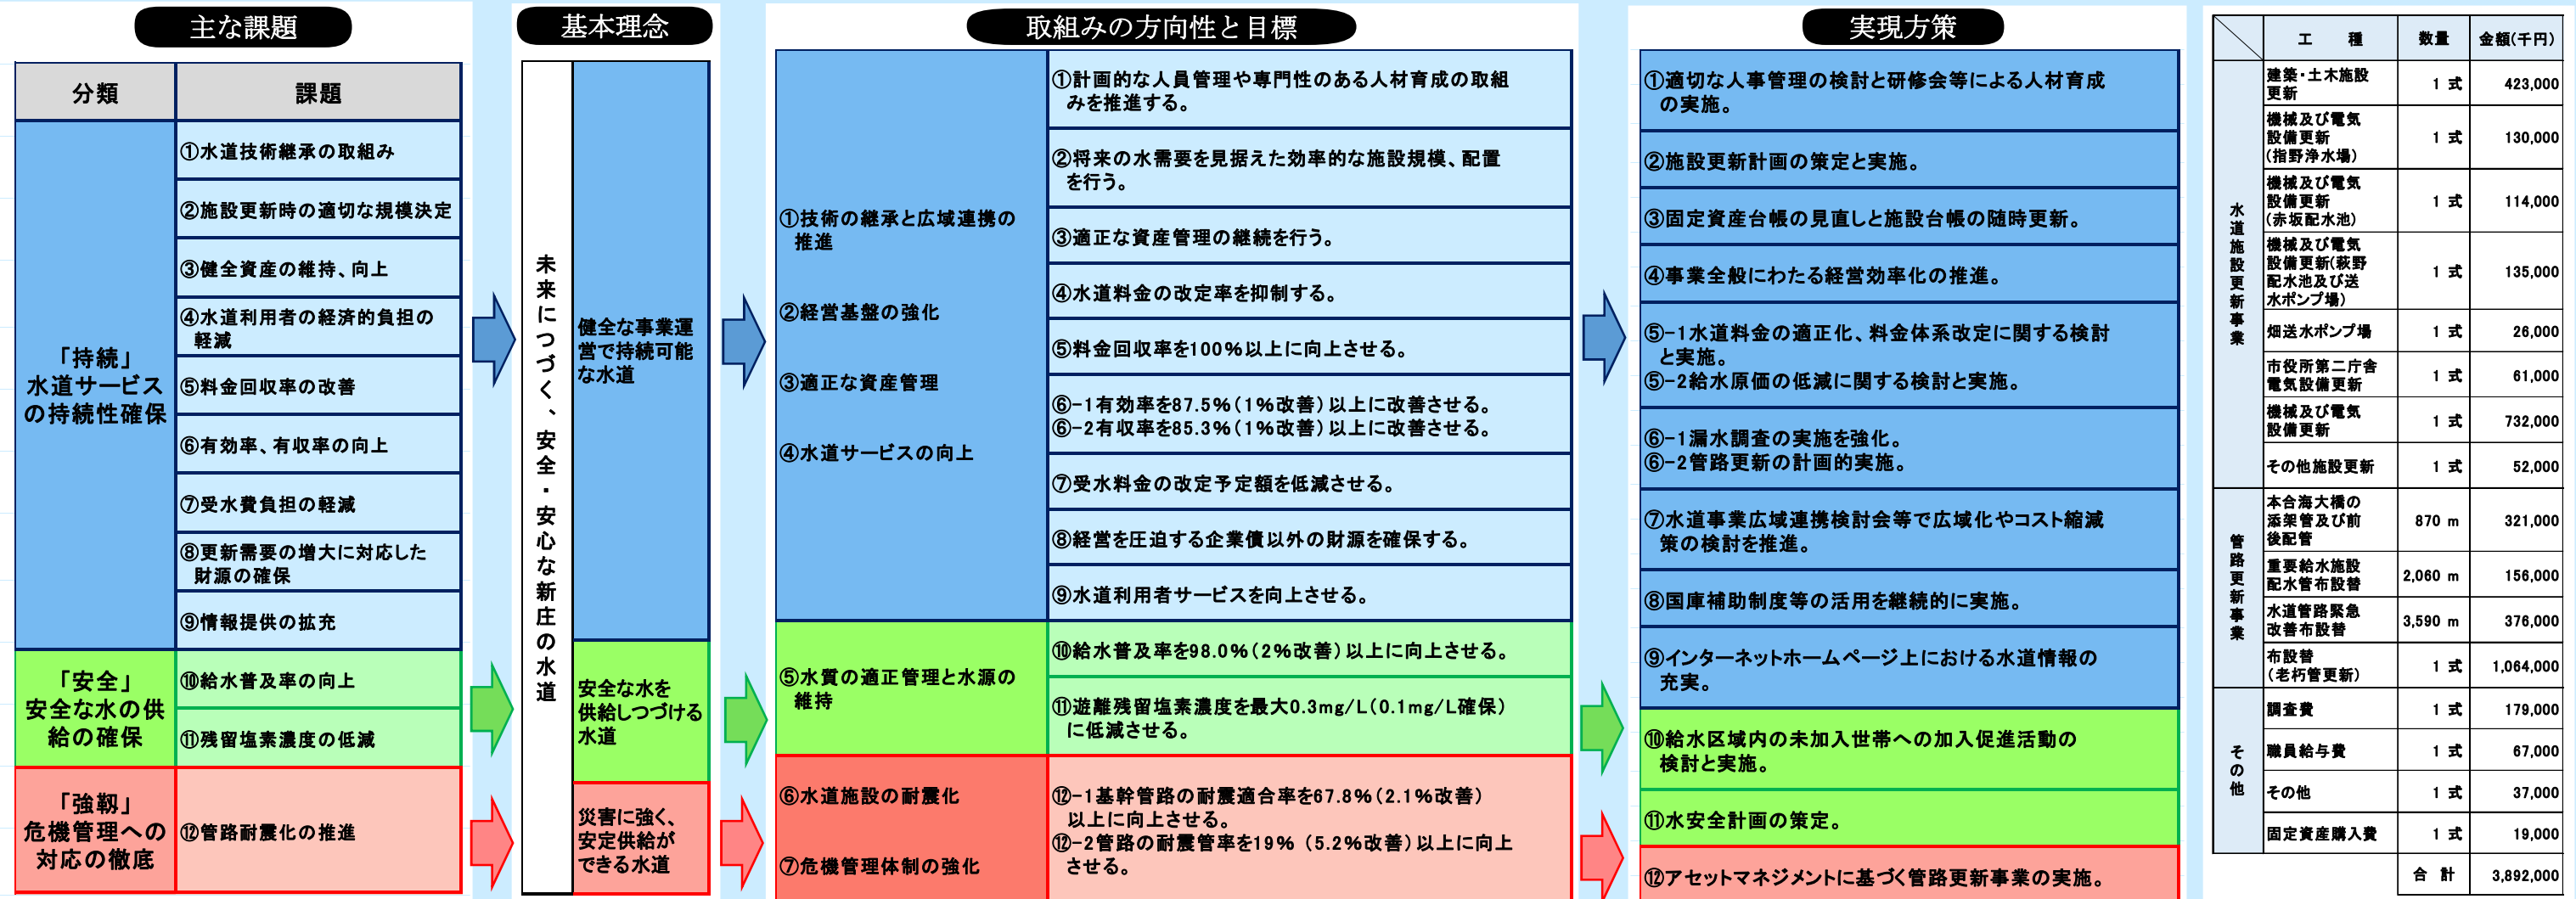 主な課題
分類
課題
「持続」
水道サービス
の持続性確保
①水道技術継承の取組み
②施設更新時の適切な規模決定
③健全資産の維持、向上
④水道利用者の経済的負担の
軽減
⑤料金回収率の改善
⑥有効率、有収率の向上
⑦受水費負担の軽減
⑧更新需要の増大に対応した
財源の確保
⑨情報提供の拡充
「安全」
安全な水の供
給の確保
⑩給水普及率の向上
⑪残留塩素濃度の低減
「強靱」
危機管理への
対応の徹底
⑫管路耐震化の推進
基本理念
未来につづく、安全・安心な新庄の水道
健全な事業運
営で持続可能
な水道
安全な水を
供給しつづける
水道
災害に強く、
安定供給が
できる水道
取組みの方向性と目標
①技術の継承と広域連携の
推進
②経営基盤の強化
③適正な資産管理
④水道サービスの向上
①計画的な人員管理や専門性のある人材育成の取組
みを推進する。
②将来の水需要を見据えた効率的な施設規模、配置
を行う。
③適正な資産管理の継続を行う。
④水道料金の改定率を抑制する。
⑤料金回収率を100%以上に向上させる。
⑥-1有効率を87.5%(1%改善)以上に改善させる。
⑥-2有収率を85.3%(1%改善)以上に改善させる。
⑦受水料金の改定予定額を低減させる。
⑧経営を圧迫する企業債以外の財源を確保する。
⑨水道利用者サービスを向上させる。
⑤水質の適正管理と水源の
維持
⑩給水普及率を98.0%(2%改善)以上に向上させる。
⑪遊離残留塩素濃度を最大0.3mg/L(0.1mg/L確保)
に低減させる。
⑥水道施設の耐震化
⑦危機管理体制の強化
⑫-1基幹管路の耐震適合率を67.8%(2.1%改善)
以上に向上させる。
⑫-2管路の耐震管率を19% (5.2%改善)以上に向上
させる。
実現方策
①適切な人事管理の検討と研修会等による人材育成
の実施。
②施設更新計画の策定と実施。
③固定資産台帳の見直しと施設台帳の随時更新。
④事業全般にわたる経営効率化の推進。
⑤-1水道料金の適正化、料金体系改定に関する検討
と実施。
⑤-2給水原価の低減に関する検討と実施。
⑥-1漏水調査の実施を強化。
⑥-2管路更新の計画的実施。
⑦水道事業広域連携検討会等で広域化やコスト縮減
策の検討を推進。
⑧国庫補助制度等の活用を継続的に実施。
⑨インターネットホームページ上における水道情報の
充実。
⑩給水区域内の未加入世帯への加入促進活動の
検討と実施。
⑪水安全計画の策定。
⑫アセットマネジメントに基づく管路更新事業の実施。
工 種 数量 金額(千円)
水道施設更新事業
建築・土木施設
更新
1 式 423,000
機械及び電気
設備更新
(指野浄水場)
1 式 130,000
機械及び電気
設備更新
(赤坂配水池)
1 式 114,000
機械及び電気
設備更新(萩野
配水池及び送
水ポンプ場)
1 式 135,000
畑送水ポンプ場 1 式 26,000
市役所第二庁舎
電気設備更新
1 式 61,000
機械及び電気
設備更新
1 式 732,000
その他施設更新 1 式 52,000
管路更新事業
本合海大橋の
添架管及び前
後配管
870 m 321,000
重要給水施設
配水管布設替
2,060 m 156,000
水道管路緊急
改善布設替
3,590 m 376,000
布設替
(老朽管更新)
1 式 1,064,000
その他
調査費 1 式 179,000
職員給与費 1 式 67,000
その他 1 式 37,000
固定資産購入費 1 式 19,000
合 計 3,892,000